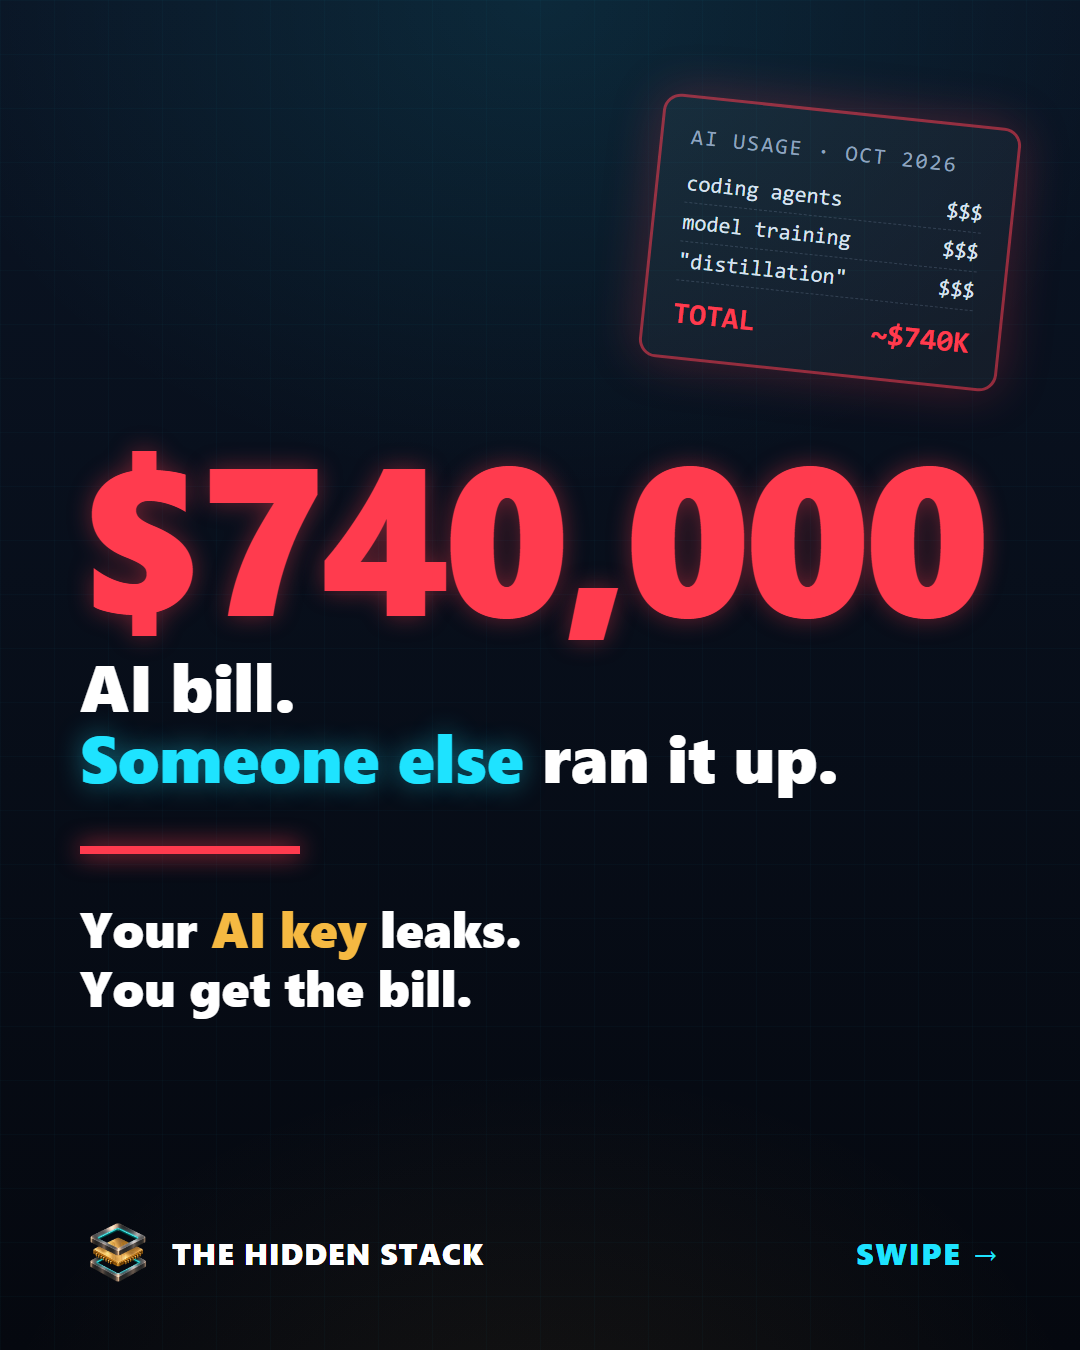 AI USAGE · OCT 2026
coding agents $$$
model training $$$
"distillation" $$$
TOTAL ~$740K
$740,000
AI bill.
Someone else ran it up.
Your AI key leaks.
You get the bill.
THE HIDDEN STACK
SWIPE →